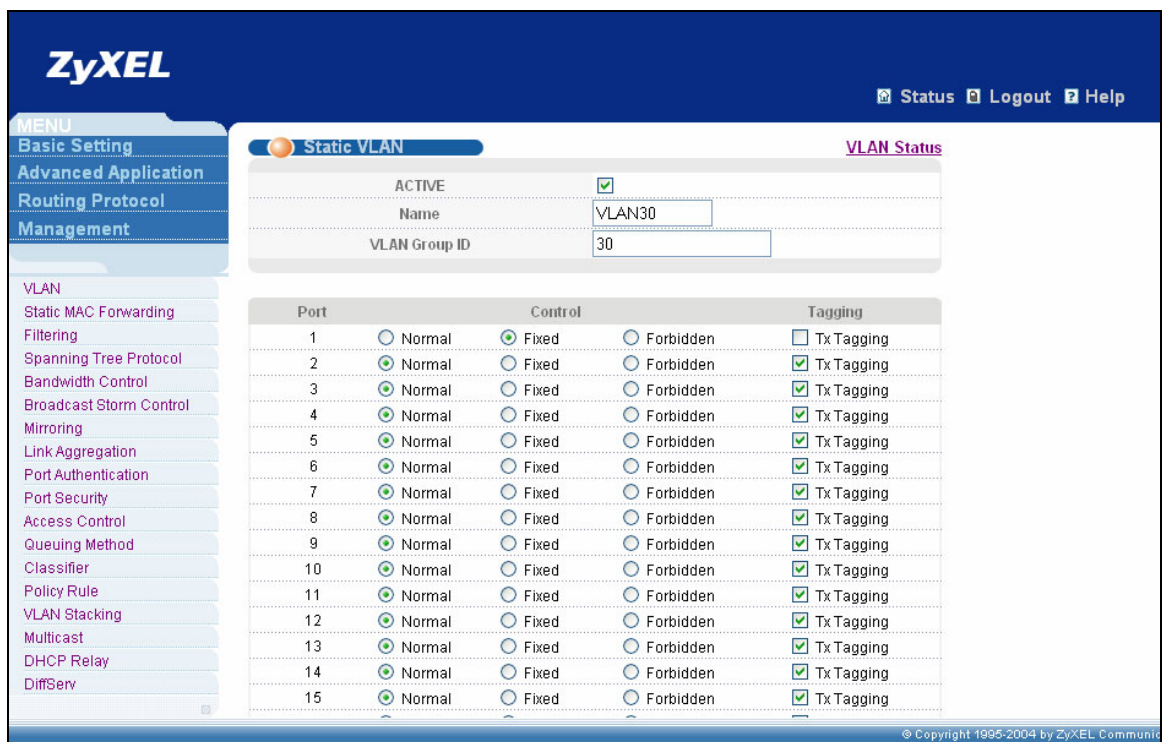 ZyXEL
Status Logout Help
MENU
Basic Setting
Advanced Application
Routing Protocol
Management
VLAN
Static MAC Forwarding
Filtering
Spanning Tree Protocol
Bandwidth Control
Broadcast Storm Control
Mirroring
Link Aggregation
Port Authentication
Port Security
Access Control
Queuing Method
Classifier
Policy Rule
VLAN Stacking
Multicast
DHCP Relay
DiffServ
Static VLAN VLAN Status
ACTIVE
Name VLAN30
VLAN Group ID 30
Port Control Tagging
1 Normal Fixed Forbidden Tx Tagging
2 Normal Fixed Forbidden Tx Tagging
3 Normal Fixed Forbidden Tx Tagging
4 Normal Fixed Forbidden Tx Tagging
5 Normal Fixed Forbidden Tx Tagging
6 Normal Fixed Forbidden Tx Tagging
7 Normal Fixed Forbidden Tx Tagging
8 Normal Fixed Forbidden Tx Tagging
9 Normal Fixed Forbidden Tx Tagging
10 Normal Fixed Forbidden Tx Tagging
11 Normal Fixed Forbidden Tx Tagging
12 Normal Fixed Forbidden Tx Tagging
13 Normal Fixed Forbidden Tx Tagging
14 Normal Fixed Forbidden Tx Tagging
15 Normal Fixed Forbidden Tx Tagging
© Copyright 1995-2004 by ZyXEL Communic